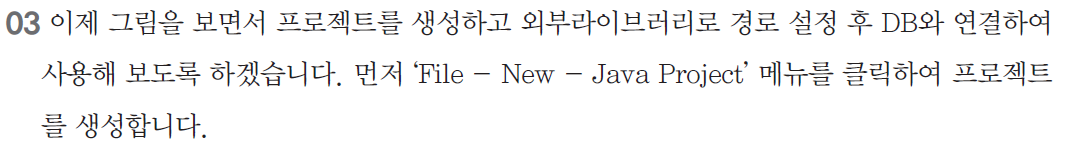 03 이제 그림을 보면서 프로젝트를 생성하고 외부라이브러리로 경로 설정 후 DB와 연결하여
사용해 보도록 하겠습니다. 먼저 ‘File - New - Java Project’ 메뉴를 클릭하여 프로젝트
를 생성합니다.